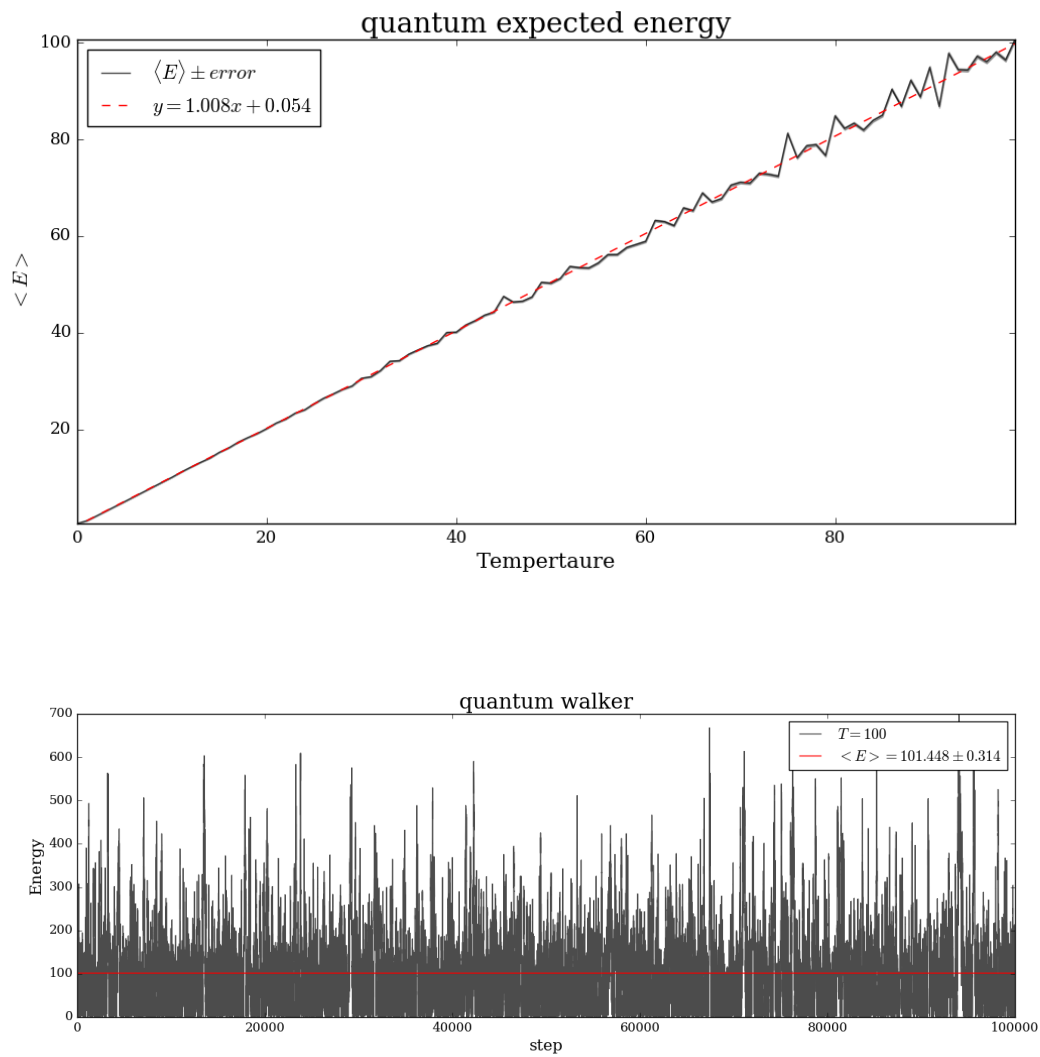 quantum expected energy
100
80
60
40
20
< E >
⟨E⟩ ± error
y = 1.008x + 0.054
0 20 40 60 80
Tempertaure
quantum walker
700
600
500
400
300
200
100
0
Energy
T = 100
< E > = 101.448 ± 0.314
0 20000 40000 60000 80000 100000
step